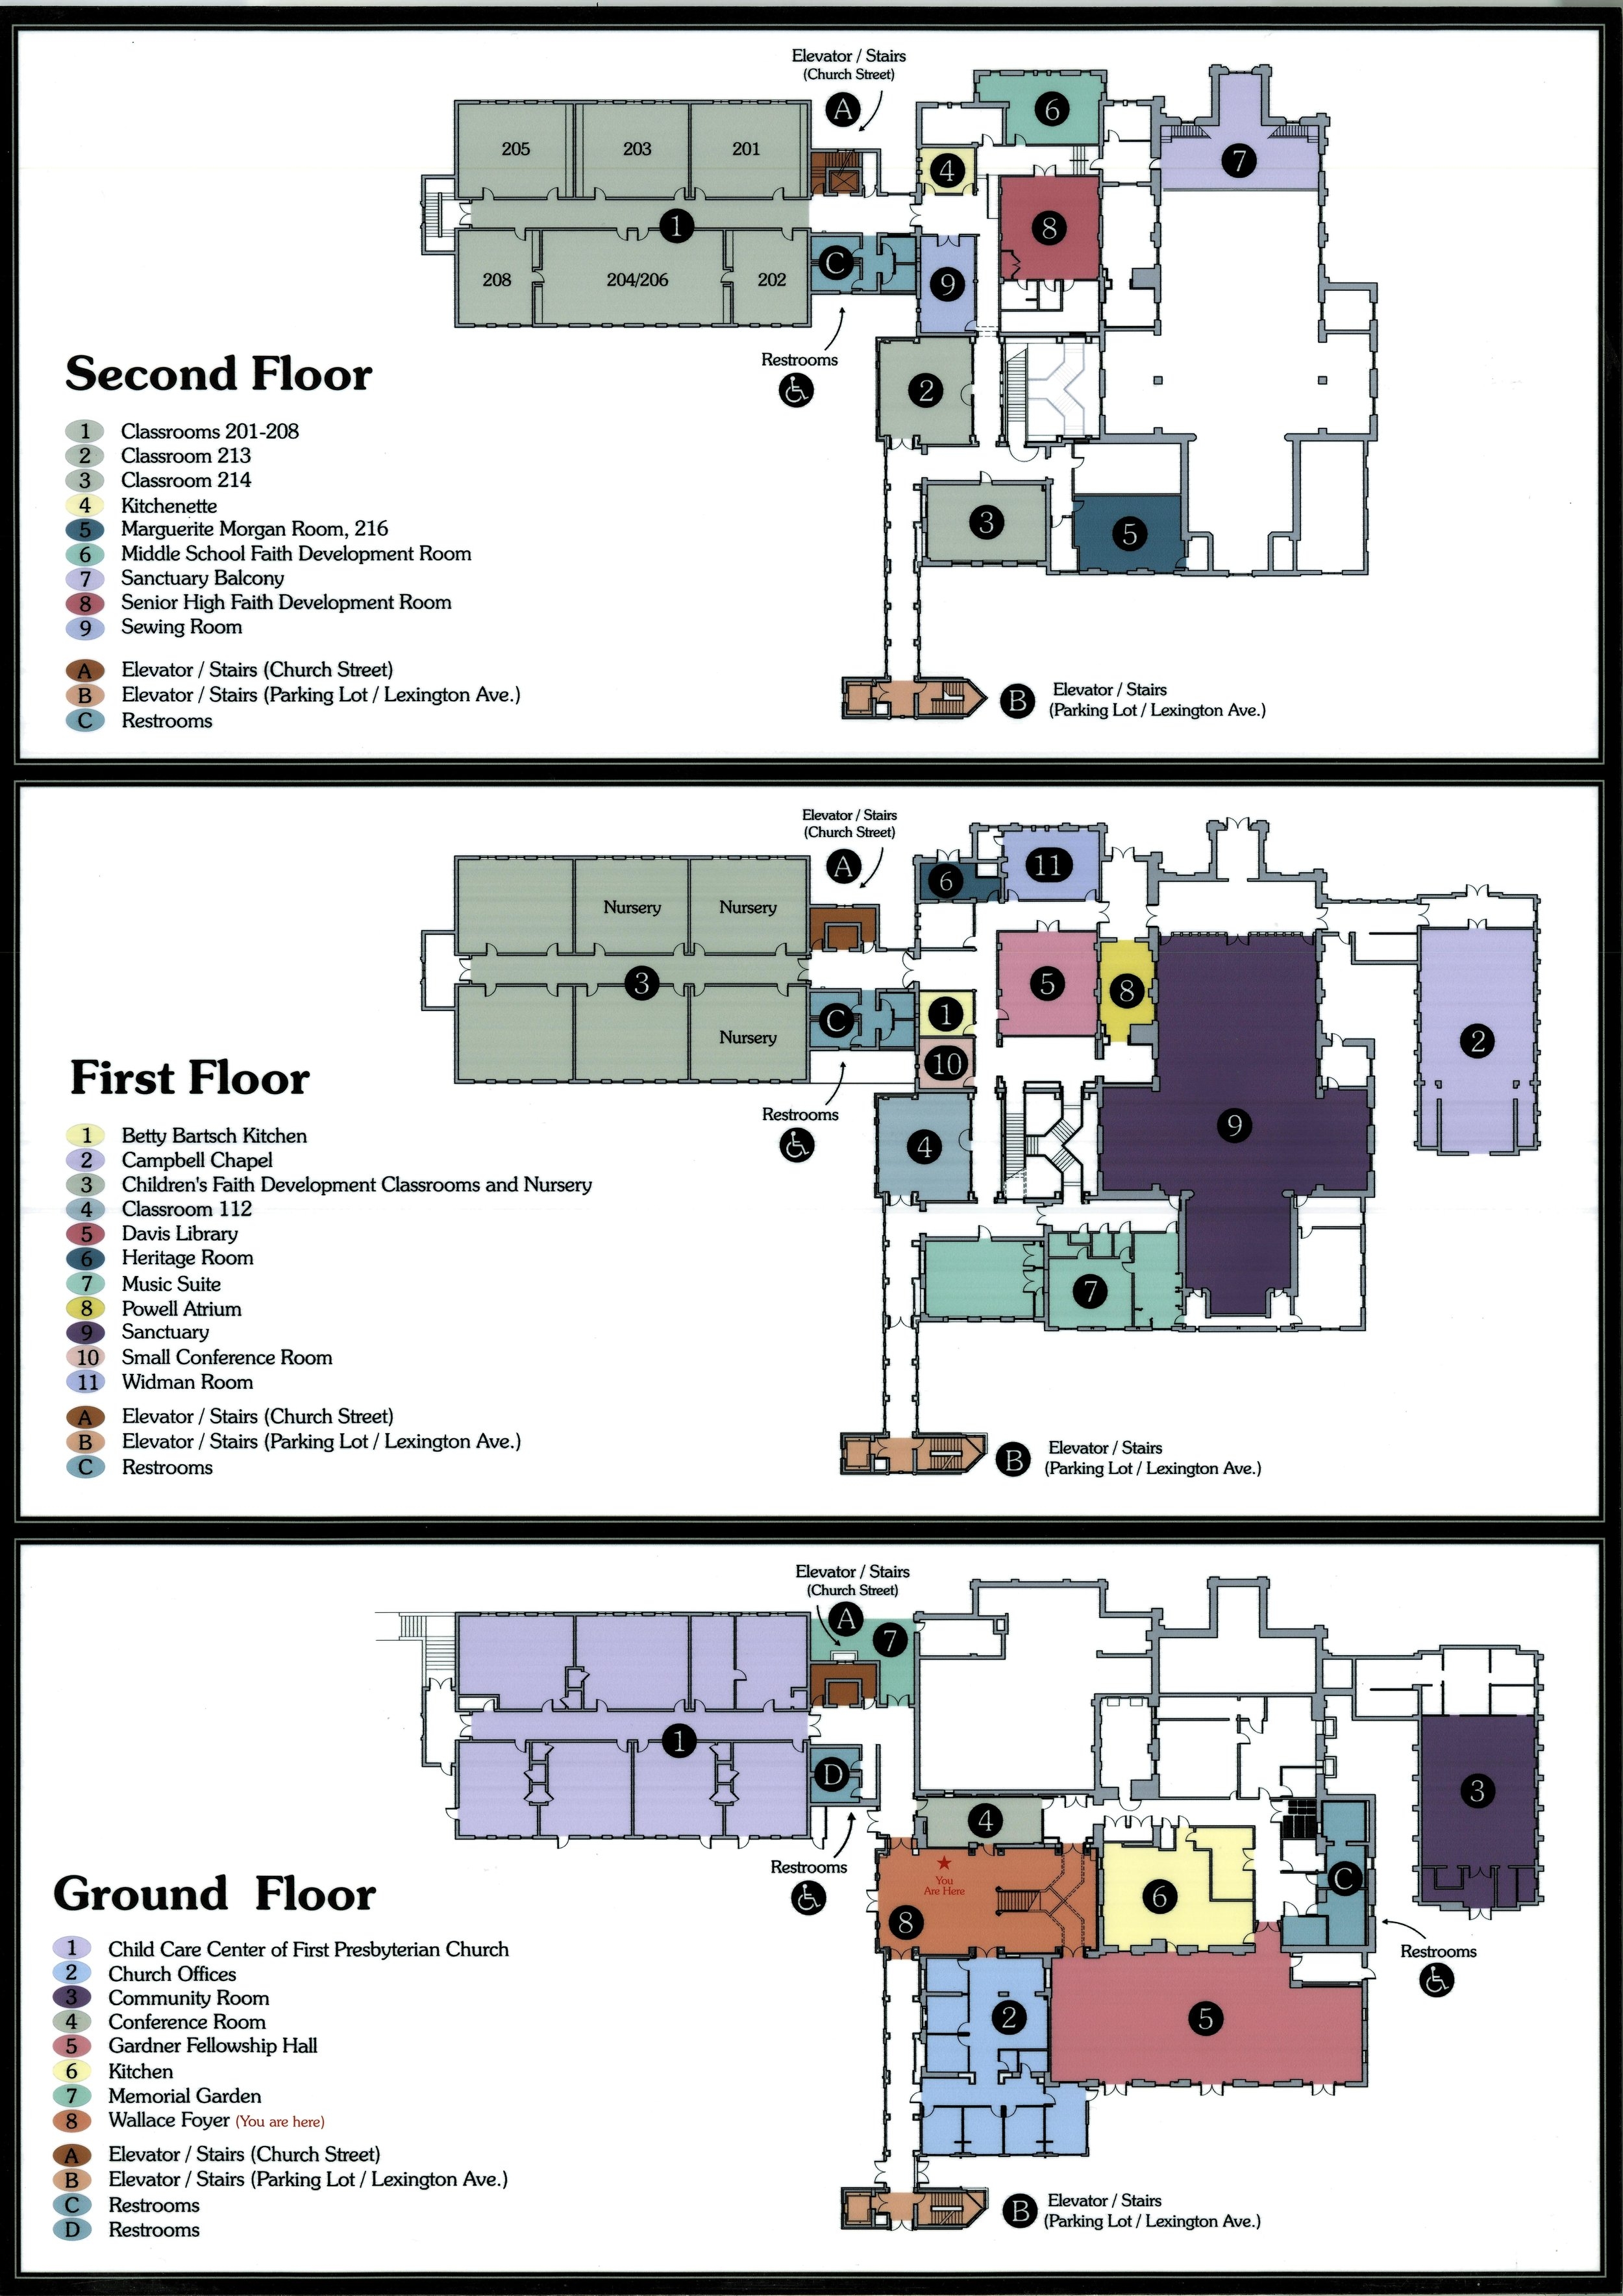 Elevator / Stairs
(Church Street)
A
6
7
4
8
9
205
203
201
1
208
204/206
202
C
Restrooms
2
3
5
B
Elevator / Stairs
(Parking Lot / Lexington Ave.)
Second Floor
1 Classrooms 201-208
2 Classroom 213
3 Classroom 214
4 Kitchenette
5 Marguerite Morgan Room, 216
6 Middle School Faith Development Room
7 Sanctuary Balcony
8 Senior High Faith Development Room
9 Sewing Room
A Elevator / Stairs (Church Street)
B Elevator / Stairs (Parking Lot / Lexington Ave.)
C Restrooms
Elevator / Stairs
(Church Street)
A
6
11
Nursery
Nursery
3
5
8
C
1
10
Nursery
2
Restrooms
4
9
7
B
Elevator / Stairs
(Parking Lot / Lexington Ave.)
First Floor
1 Betty Bartsch Kitchen
2 Campbell Chapel
3 Children's Faith Development Classrooms and Nursery
4 Classroom 112
5 Davis Library
6 Heritage Room
7 Music Suite
8 Powell Atrium
9 Sanctuary
10 Small Conference Room
11 Widman Room
A Elevator / Stairs (Church Street)
B Elevator / Stairs (Parking Lot / Lexington Ave.)
C Restrooms
Elevator / Stairs
(Church Street)
A
7
1
D
3
4
Restrooms
You
Are Here
8
6
C
Restrooms
2
5
B
Elevator / Stairs
(Parking Lot / Lexington Ave.)
Ground Floor
1 Child Care Center of First Presbyterian Church
2 Church Offices
3 Community Room
4 Conference Room
5 Gardner Fellowship Hall
6 Kitchen
7 Memorial Garden
8 Wallace Foyer (You are here)
A Elevator / Stairs (Church Street)
B Elevator / Stairs (Parking Lot / Lexington Ave.)
C Restrooms
D Restrooms